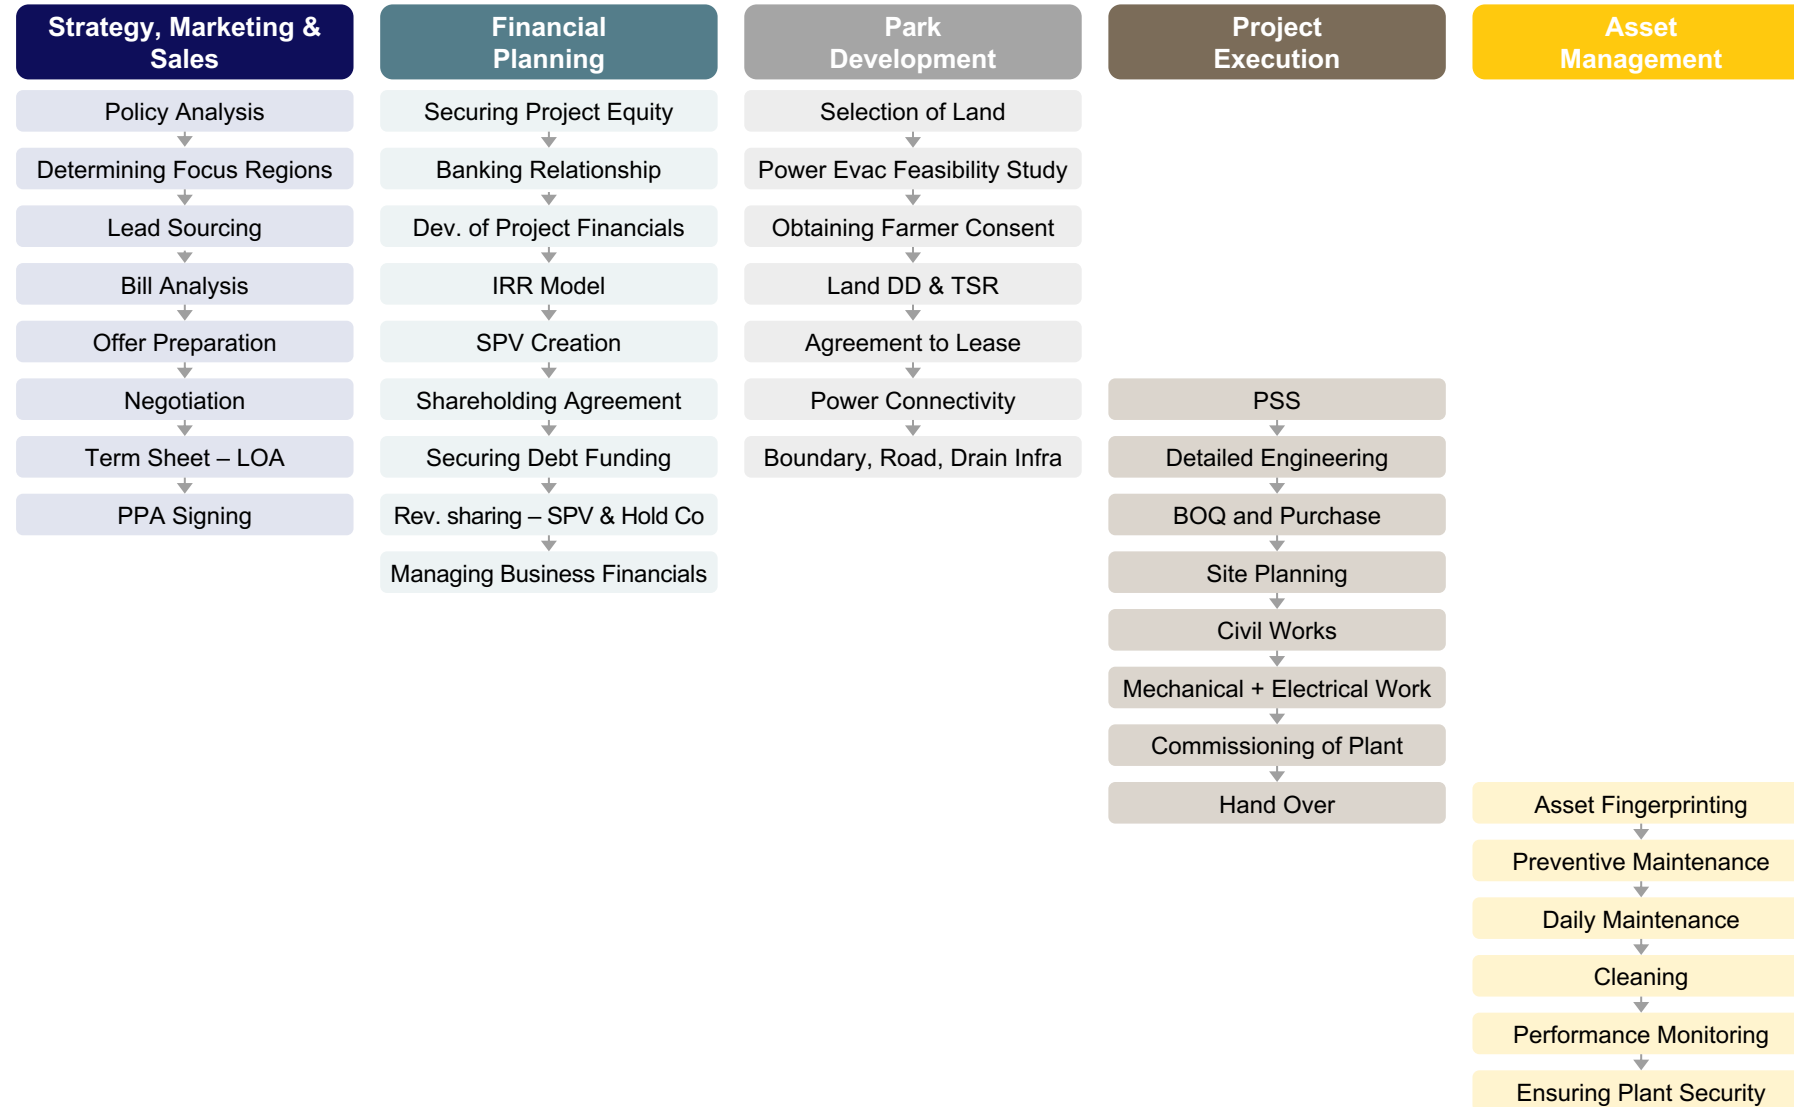 Strategy, Marketing &
Sales
Policy Analysis
Determining Focus Regions
Lead Sourcing
Bill Analysis
Offer Preparation
Negotiation
Term Sheet – LOA
PPA Signing
Financial
Planning
Securing Project Equity
Banking Relationship
Dev. of Project Financials
IRR Model
SPV Creation
Shareholding Agreement
Securing Debt Funding
Rev. sharing – SPV & Hold Co
Managing Business Financials
Park
Development
Selection of Land
Power Evac Feasibility Study
Obtaining Farmer Consent
Land DD & TSR
Agreement to Lease
Power Connectivity
Boundary, Road, Drain Infra
Project
Execution
PSS
Detailed Engineering
BOQ and Purchase
Site Planning
Civil Works
Mechanical + Electrical Work
Commissioning of Plant
Hand Over
Asset
Management
Asset Fingerprinting
Preventive Maintenance
Daily Maintenance
Cleaning
Performance Monitoring
Ensuring Plant Security